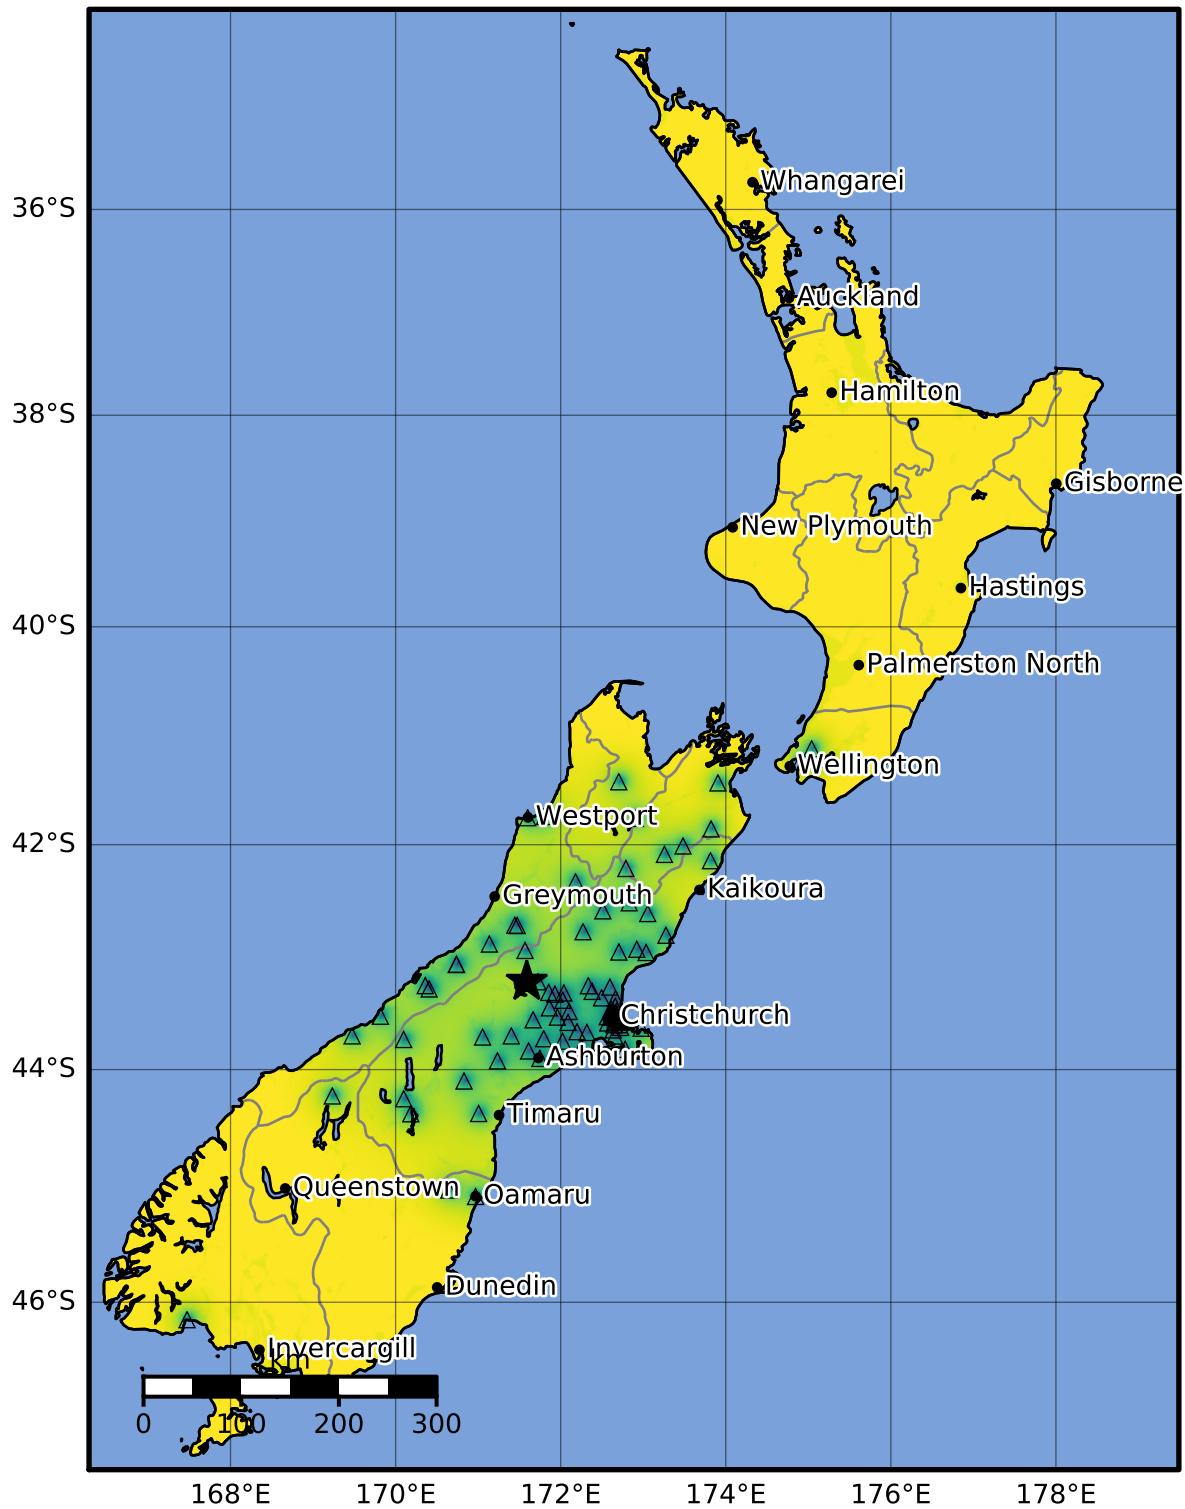 Whangarei
36°S
Auckland
Hamilton
38°S
Gisborne
New Plymouth
Hastings
40°S
Palmerston North
Wellington
Westport
42°S
Kaikoura
Greymouth
Christchurch
Ashburton
44°S
Timaru
Queenstown
Oamaru
Dunedin
46°S
Invercargill
km
0 100 200 300
168°E 170°E 172°E 174°E 176°E 178°E